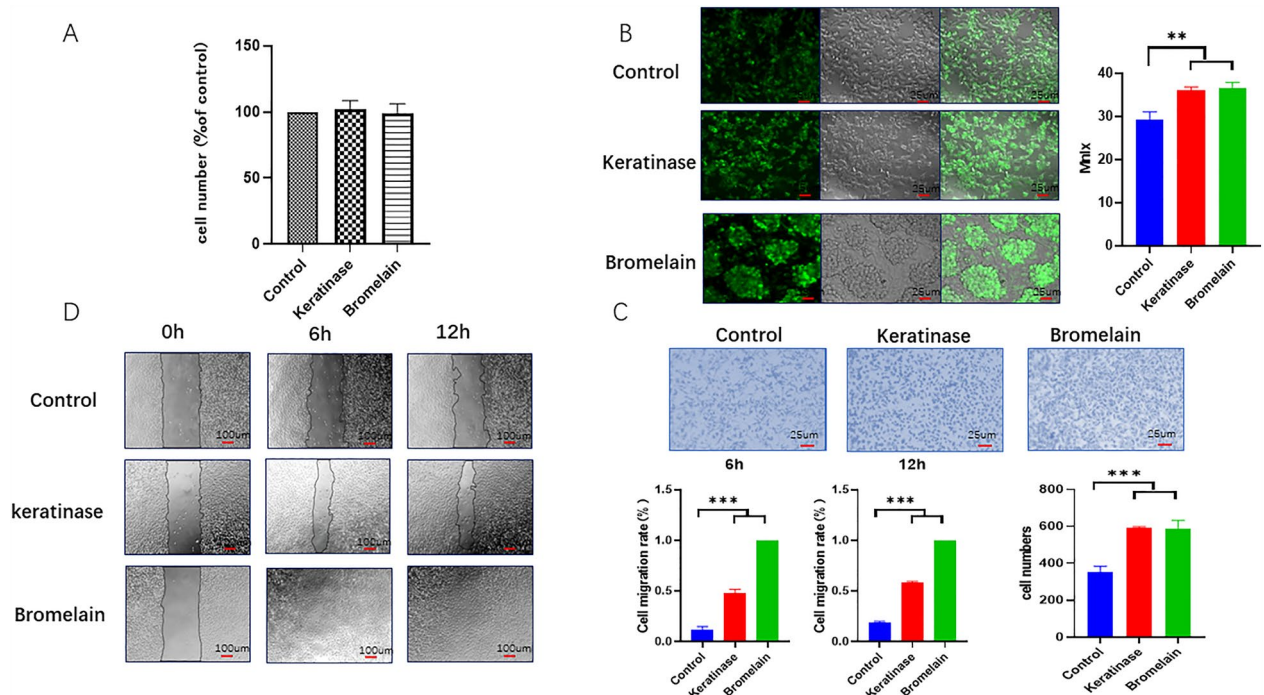 A
cell number (%of control)
150
100
50
0
Control
Keratinase
Bromelain
B
Control
25um
25um
25um
Keratinase
25um
25um
Bromelain
25um
25um
**
MnIx
40
30
20
10
0
Control
Keratinase
Bromelain
D
0h
6h
12h
Control
100um
100um
100um
keratinase
100um
100um
100um
Bromelain
100um
100um
100um
C
Control
Keratinase
Bromelain
25um
25um
25um
6h
Cell migration rate(%)
1.5
1.0
0.5
0.0
***
Control
Keratinase
Bromelain
12h
Cell migration rate(%)
1.5
1.0
0.5
0.0
***
Control
Keratinase
Bromelain
cell numbers
800
600
400
200
0
***
Control
Keratinase
Bromelain